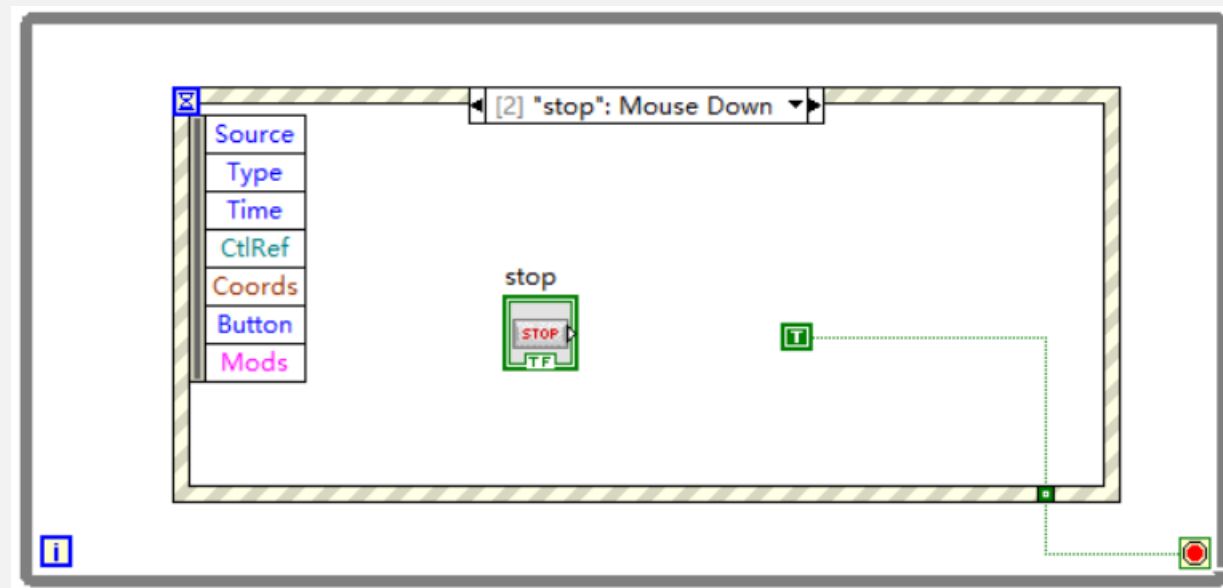 [2] "stop": Mouse Down
Source
Type
Time
CtlRef
Coords
Button
Mods
stop
STOP
TF
T
i